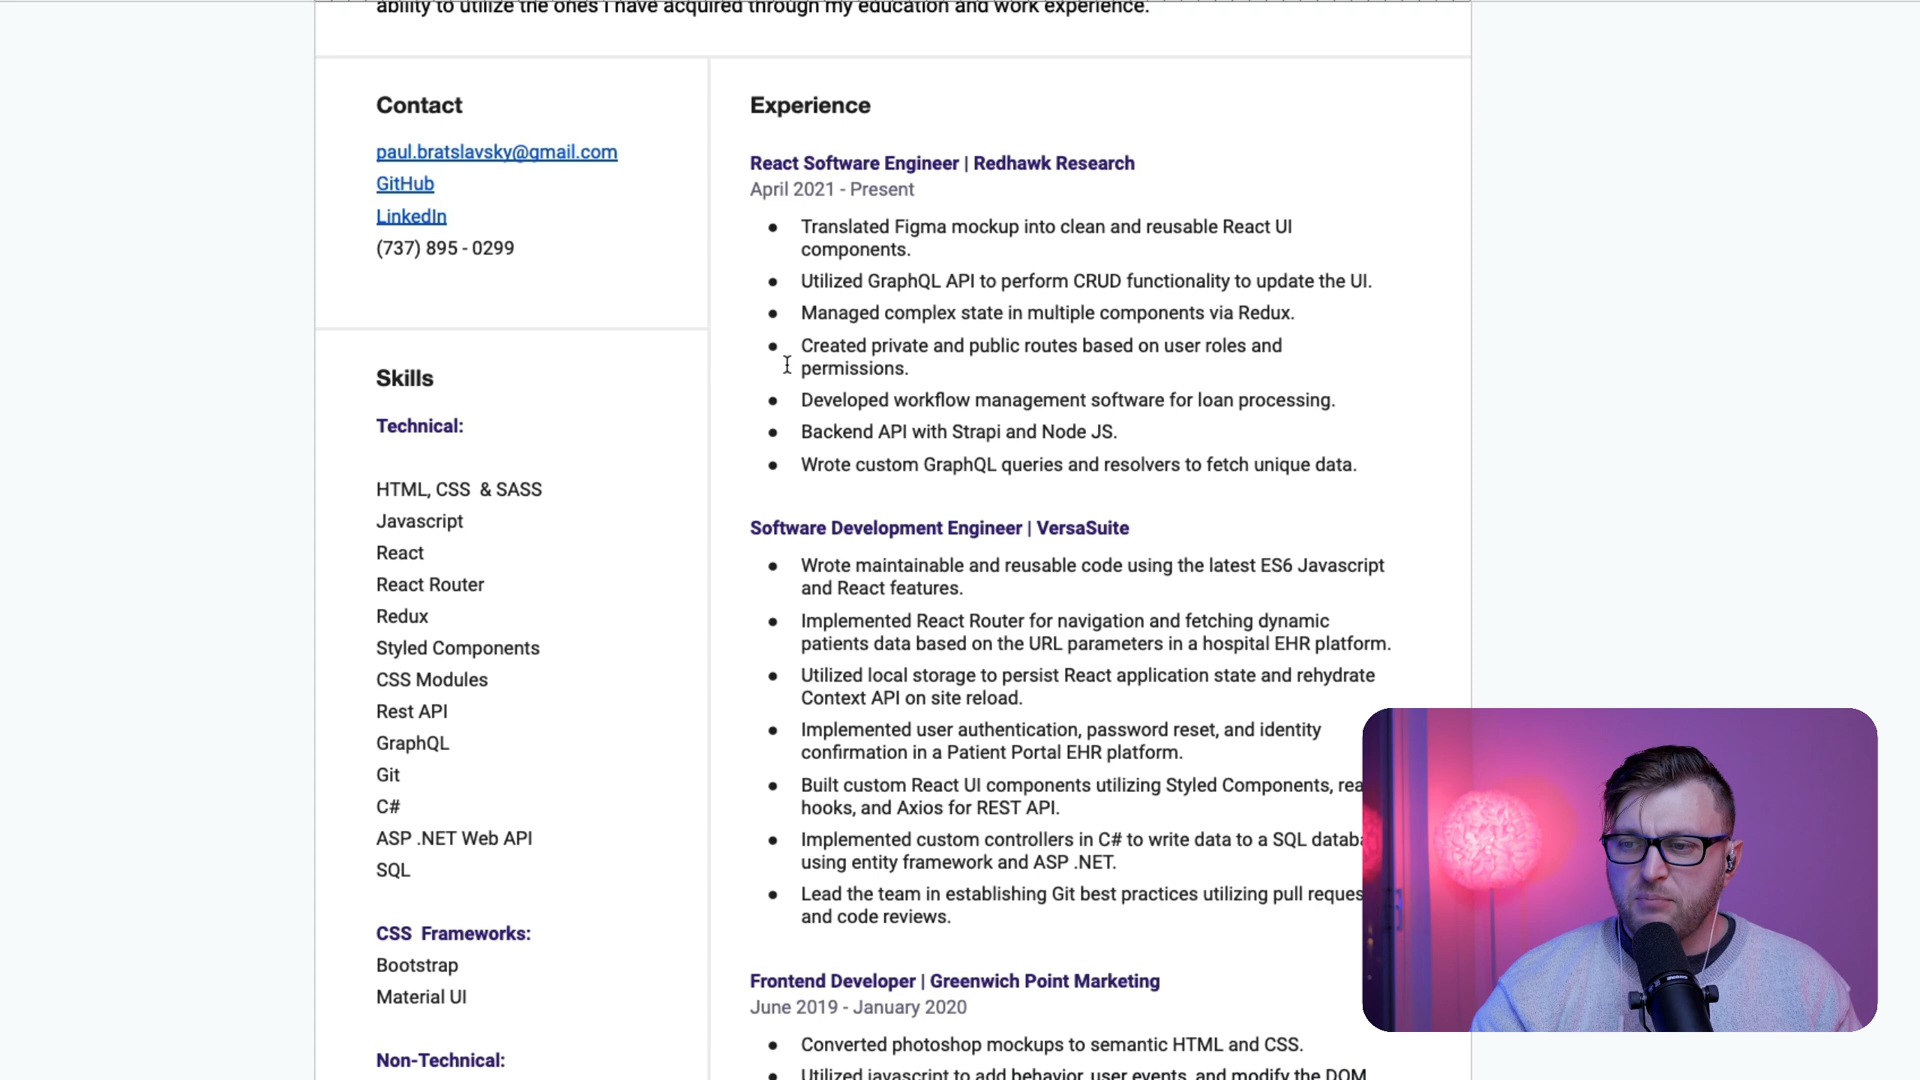 ability to utilize the ones I have acquired through my education and work experience.
Contact
paul.bratslavsky@gmail.com
GitHub
LinkedIn
(737) 895 - 0299
Skills
Technical:
HTML, CSS & SASS
Javascript
React
React Router
Redux
Styled Components
CSS Modules
Rest API
GraphQL
Git
C#
ASP .NET Web API
SQL
CSS Frameworks:
Bootstrap
Material UI
Non-Technical:
Experience
React Software Engineer | Redhawk Research
April 2021 - Present
Translated Figma mockup into clean and reusable React UI
components.
Utilized GraphQL API to perform CRUD functionality to update the UI.
Managed complex state in multiple components via Redux.
Created private and public routes based on user roles and
permissions.
Developed workflow management software for loan processing.
Backend API with Strapi and Node JS.
Wrote custom GraphQL queries and resolvers to fetch unique data.
Software Development Engineer | VersaSuite
Wrote maintainable and reusable code using the latest ES6 Javascript
and React features.
Implemented React Router for navigation and fetching dynamic
patients data based on the URL parameters in a hospital EHR platform.
Utilized local storage to persist React application state and rehydrate
Context API on site reload.
Implemented user authentication, password reset, and identity
confirmation in a Patient Portal EHR platform.
Built custom React UI components utilizing Styled Components,
hooks, and Axios for REST API.
Implemented custom controllers in C# to write data to a SQL
using entity framework and ASP .NET.
Lead the team in establishing Git best practices utilizing pull
and code reviews.
Frontend Developer | Greenwich Point Marketing
June 2019 - January 2020
Converted photoshop mockups to semantic HTML and CSS.
Utilized javascript to add behavior, user events, and modify the DOM